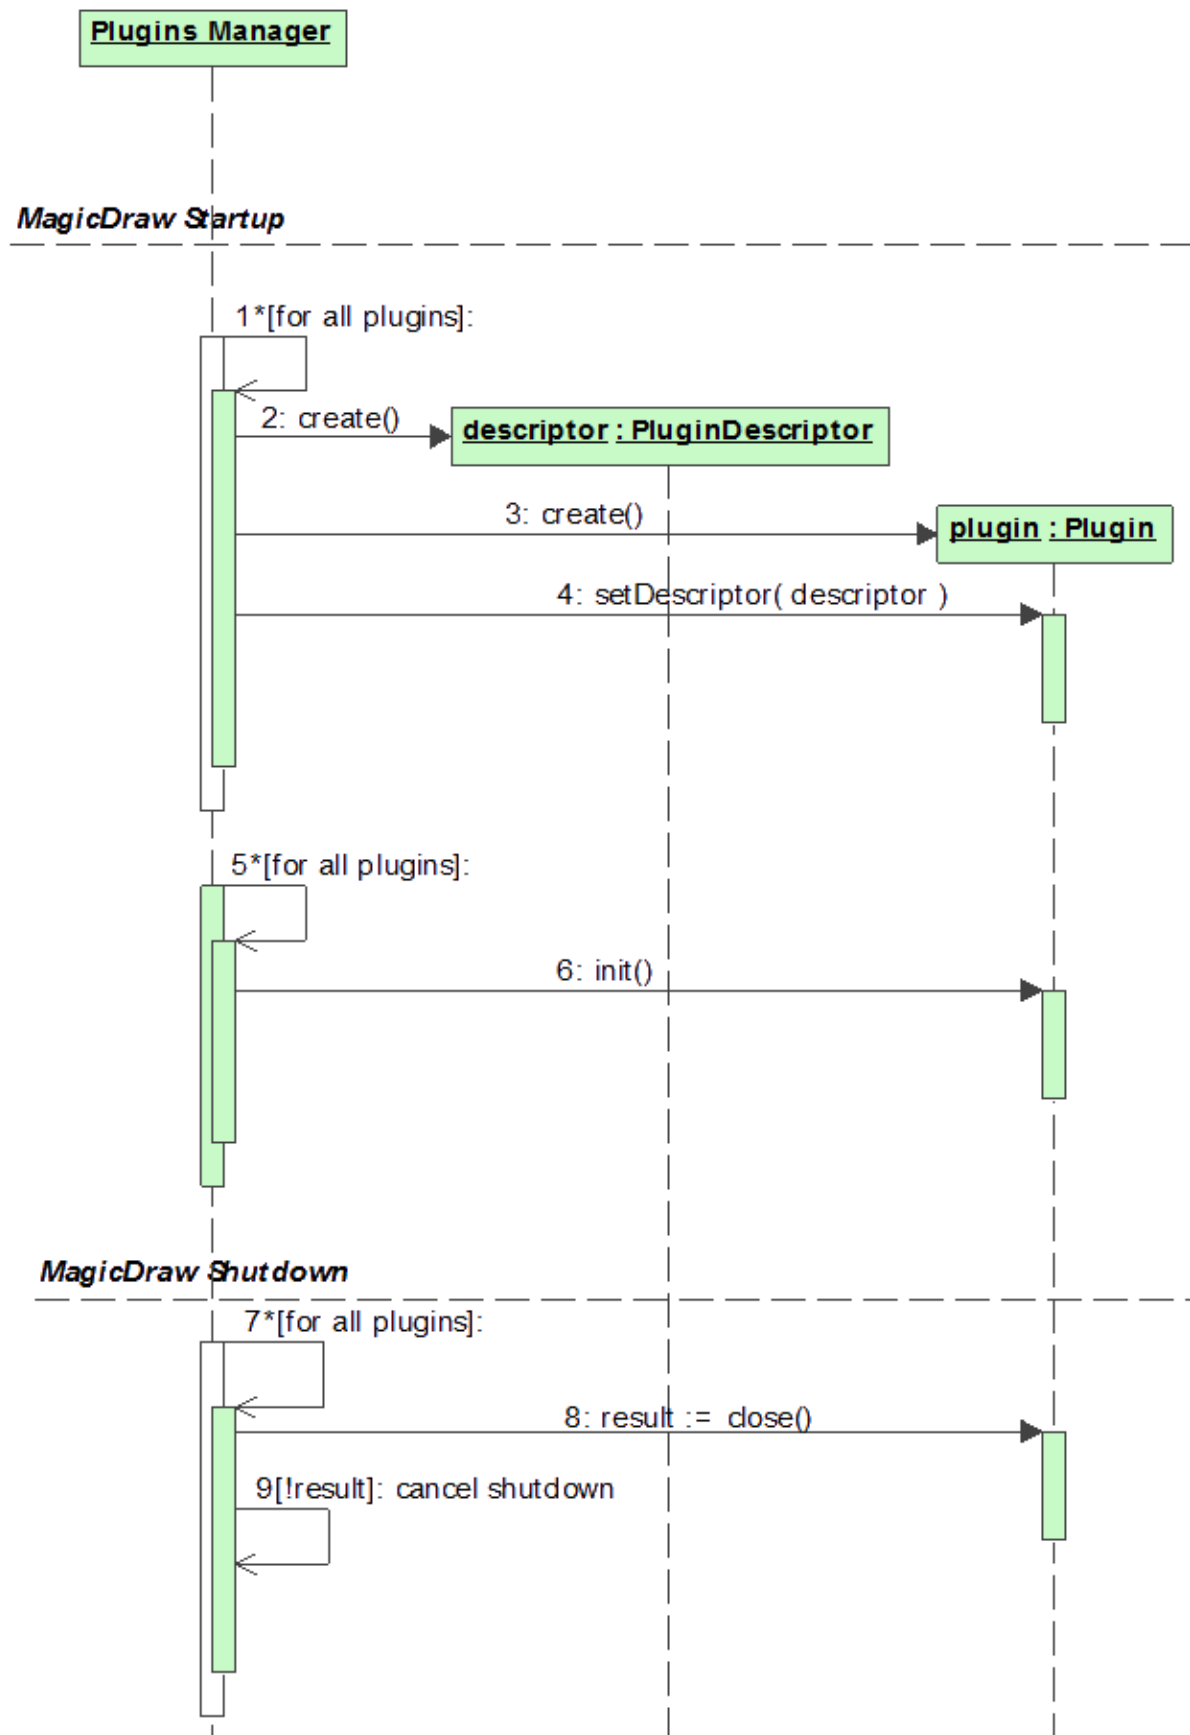 Plugins Manager
MagicDraw Startup
1*[for all plugins]:
2: create()
descriptor : PluginDescriptor
3: create()
plugin : Plugin
4: setDescriptor( descriptor )
5*[for all plugins]:
6: init()
MagicDraw Shutdown
7*[for all plugins]:
8: result := close()
9[!result]: cancel shutdown